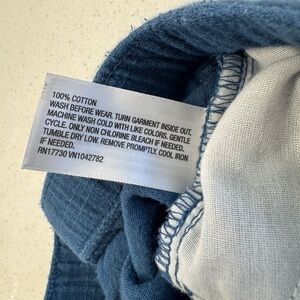 100% COTTON
WASH BEFORE WEAR. TURN GARMENT INSIDE OUT.
MACHINE WASH COLD WITH LIKE COLORS. GENTLE
CYCLE. ONLY NON CHLORINE BLEACH IF NEEDED.
TUMBLE DRY LOW. REMOVE PROMPTLY. COOL IRON
IF NEEDED.
RN17730 VN1042782